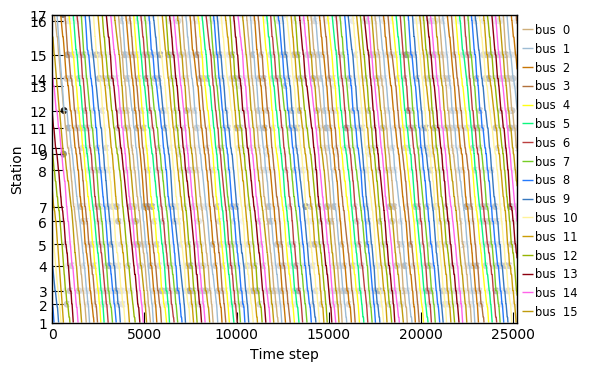 17
16
15
14
13
12
11
10
9
8
7
6
5
4
3
2
1
Station
0 5000 10000 15000 20000 25000
Time step
bus 0
bus 1
bus 2
bus 3
bus 4
bus 5
bus 6
bus 7
bus 8
bus 9
bus 10
bus 11
bus 12
bus 13
bus 14
bus 15